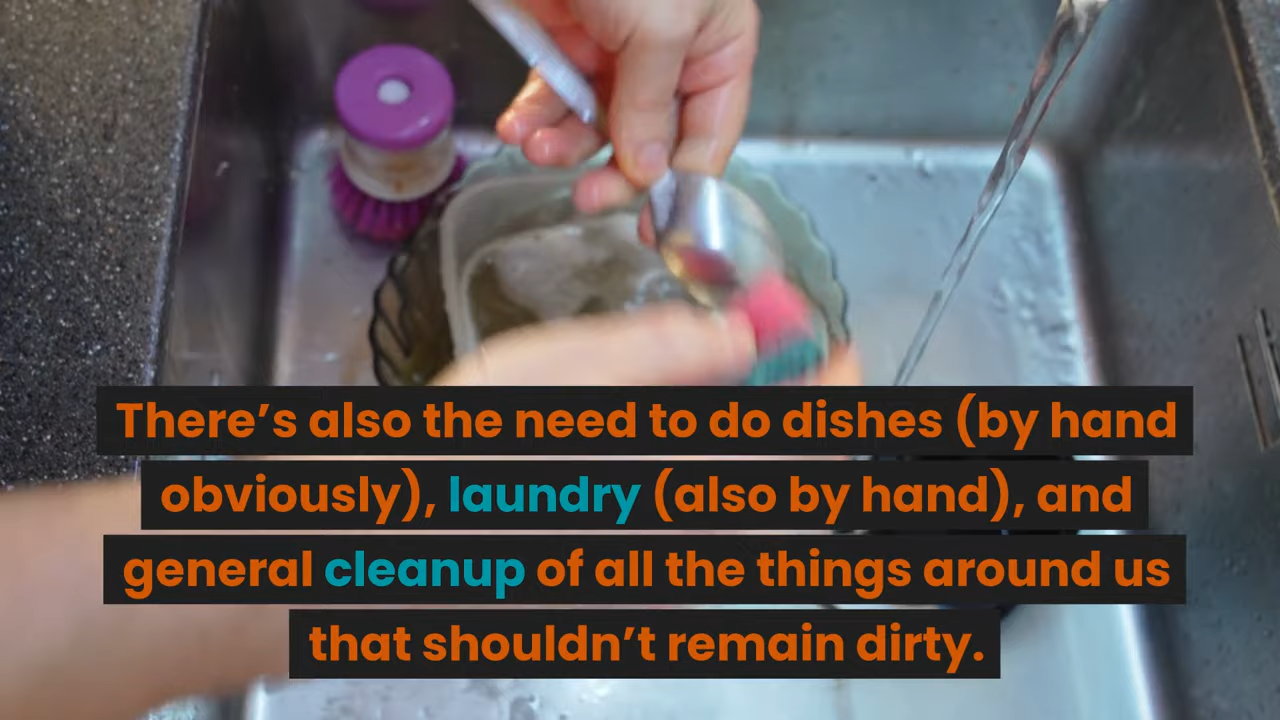 There’s also the need to do dishes (by hand
obviously), laundry (also by hand), and
general cleanup of all the things around us
that shouldn’t remain dirty.